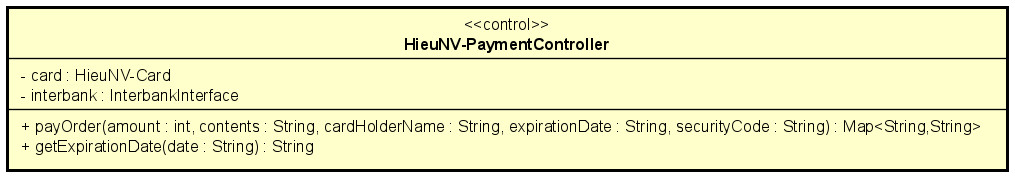 <<control>>
HieuNV-PaymentController
- card : HieuNV-Card
- interbank : InterbankInterface
+ payOrder(amount : int, contents : String, cardHolderName : String, expirationDate : String, securityCode : String) : Map<String,String>
+ getExpirationDate(date : String) : String